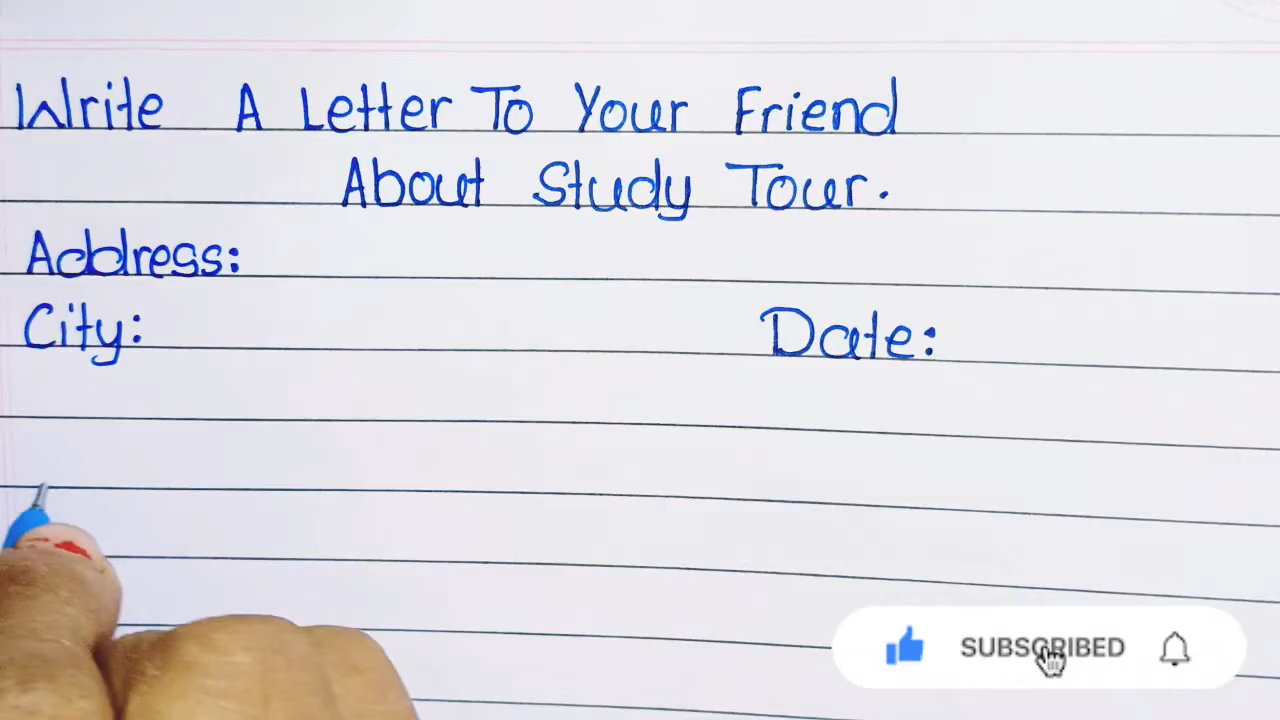 Write A Letter To Your Friend
About Study Tour.
Address:
City: Date:
SUBSCRIBED